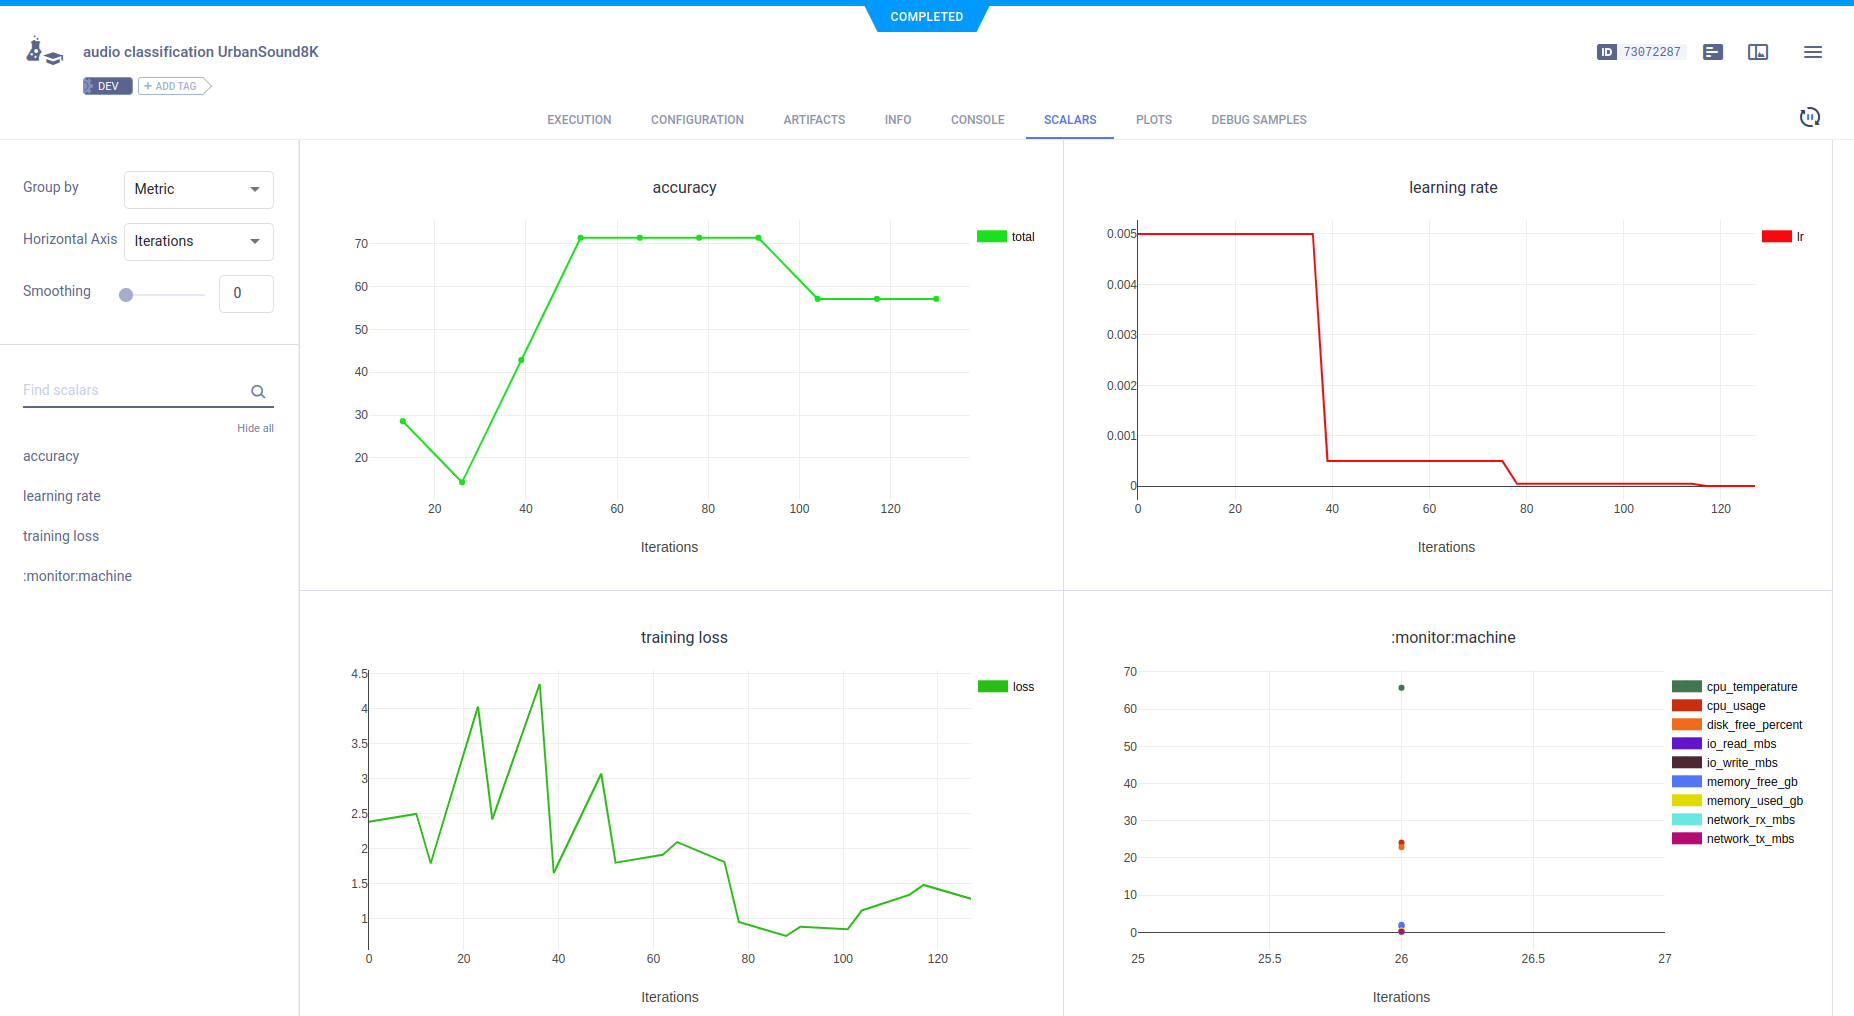 COMPLETED
audio classification UrbanSound8K
ID 73072287
DEV
+ ADD TAG
EXECUTION CONFIGURATION ARTIFACTS INFO CONSOLE SCALARS PLOTS DEBUG SAMPLES
Group by Metric
Horizontal Axis Iterations
Smoothing 0
Find scalars
Hide all
accuracy
learning rate
training loss
:monitor:machine
accuracy
70
60
50
40
30
20
20 40 60 80 100 120
Iterations
total
learning rate
0.005
0.004
0.003
0.002
0.001
0
0 20 40 60 80 100 120
Iterations
lr
training loss
4.5
4
3.5
3
2.5
2
1.5
1
0 20 40 60 80 100 120
Iterations
loss
:monitor:machine
70
60
50
40
30
20
10
0
25 25.5 26 26.5 27
Iterations
cpu_temperature
cpu_usage
disk_free_percent
io_read_mbs
io_write_mbs
memory_free_gb
memory_used_gb
network_rx_mbs
network_tx_mbs